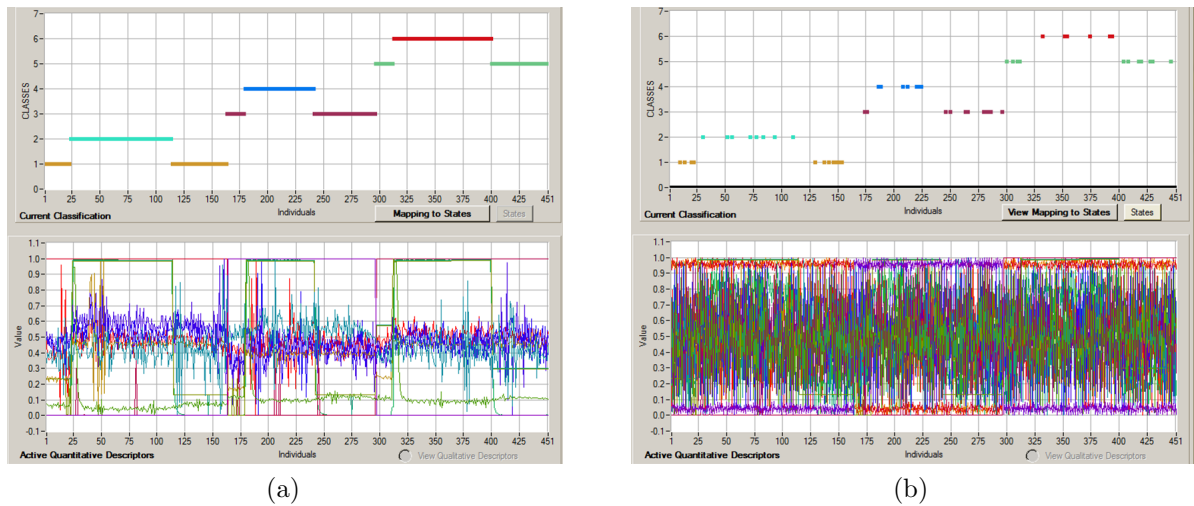 7-
6-
5-
4-
3-
2-
1-
0-
CLASSES
1 25 50 75 100 125 150 175 200 225 250 275 300 325 350 375 400 425 451
Individuals
Current Classification
Mapping to States
States
1.1-
1.0-
0.9-
0.8-
0.7-
0.6-
0.5-
0.4-
0.3-
0.2-
0.1-
0.0-
-0.1-
Value
1 25 50 75 100 125 150 175 200 225 250 275 300 325 350 375 400 425 451
Individuals
Active Quantitative Descriptors
View Qualitative Descriptors
(a)
7-
6-
5-
4-
3-
2-
1-
0-
CLASSES
1 25 50 75 100 125 150 175 200 225 250 275 300 325 350 375 400 425 451
Individuals
Current Classification
View Mapping to States
States
1.1-
1.0-
0.9-
0.8-
0.7-
0.6-
0.5-
0.4-
0.3-
0.2-
0.1-
0.0-
-0.1-
Value
1 25 50 75 100 125 150 175 200 225 250 275 300 325 350 375 400 425 451
Individuals
Active Quantitative Descriptors
View Qualitative Descriptors
(b)